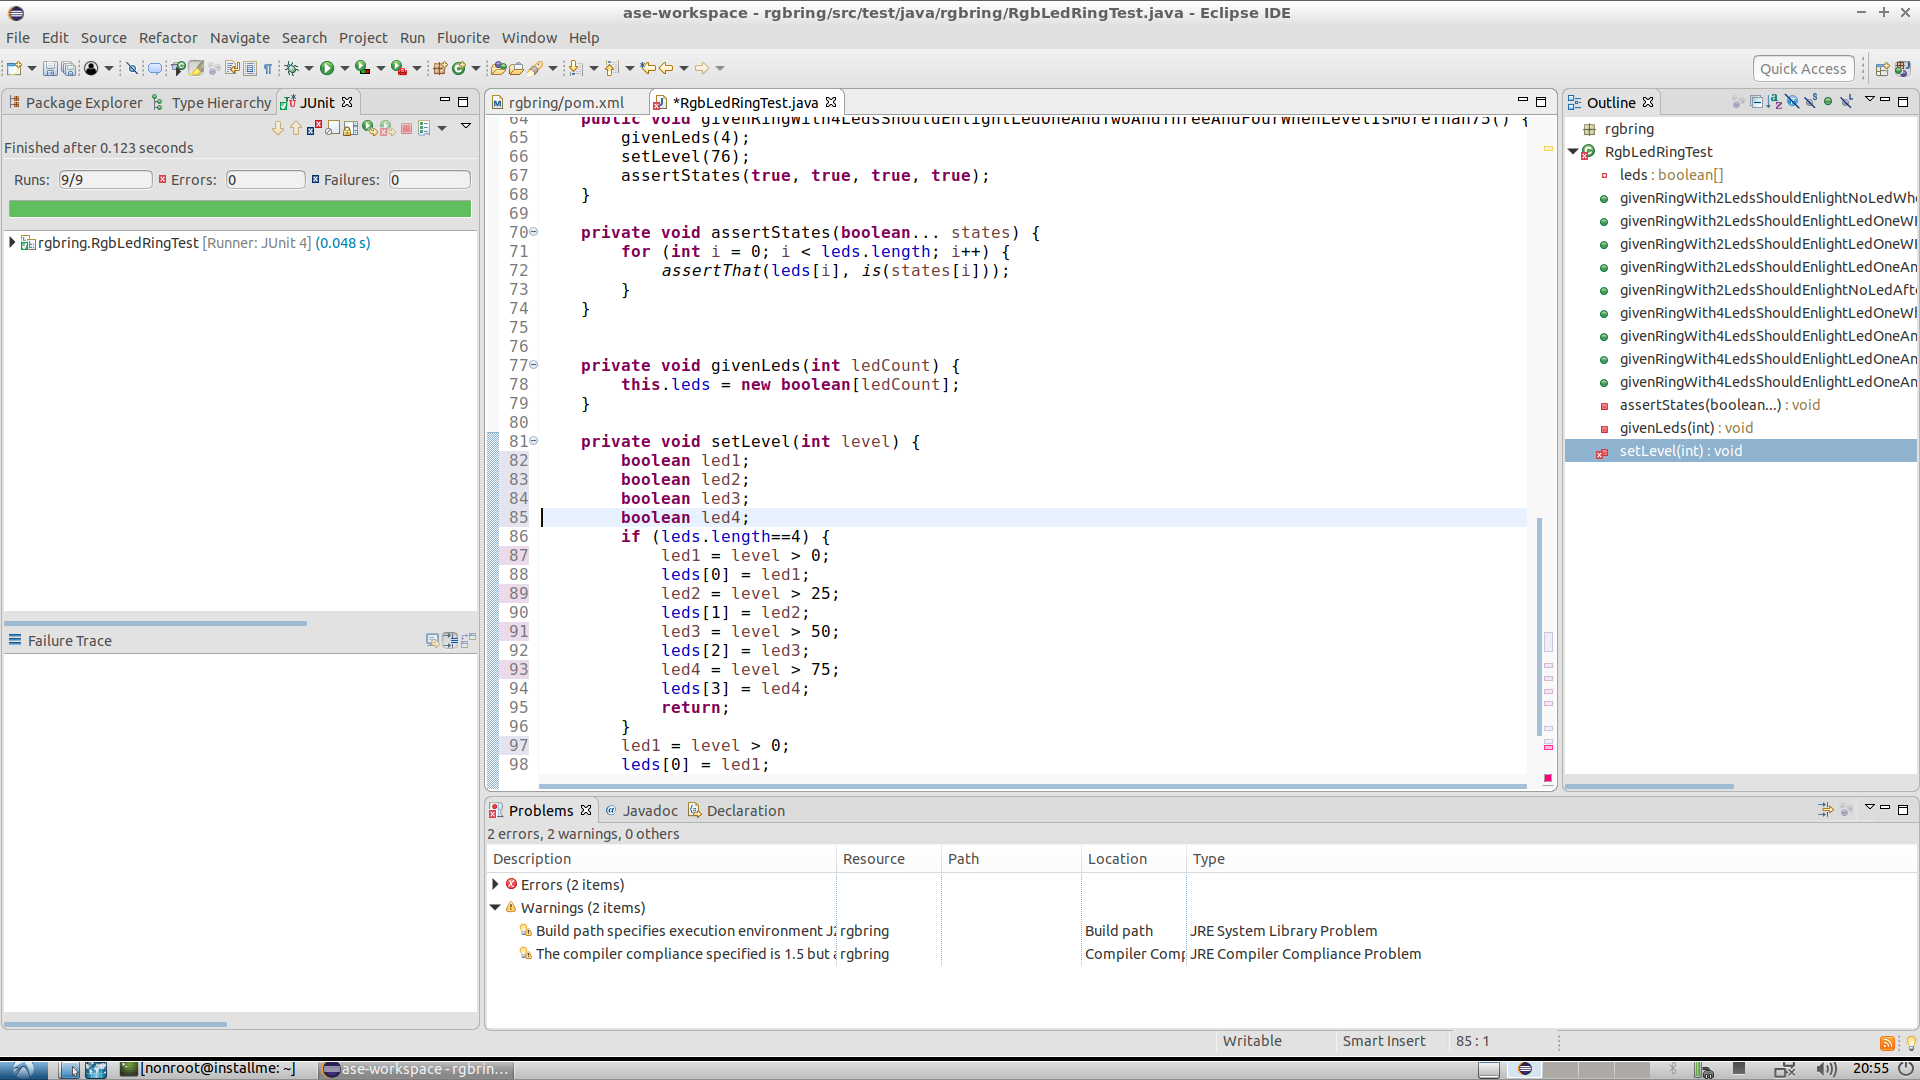 ase-workspace - rgbring/src/test/java/rgbring/RgbLedRingTest.java - Eclipse IDE
File Edit Source Refactor Navigate Search Project Run Fluorite Window Help
Quick Access
Package Explorer Type Hierarchy JUnit
Finished after 0.123 seconds
Runs: 9/9 Errors: 0 Failures: 0
rgbring.RgbLedRingTest [Runner: JUnit 4] (0.048 s)
Failure Trace
rgbring/pom.xml *RgbLedRingTest.java
64 public void givenRingWith4LedsShouldEnlightLedOneAndTwoAndThreeAndFourWhenLevelIsMoreThan75() {
65 givenLeds(4);
66 setLevel(76);
67 assertStates(true, true, true, true);
68 }
69
70 private void assertStates(boolean... states) {
71 for (int i = 0; i < leds.length; i++) {
72 assertThat(leds[i], is(states[i]));
73 }
74 }
75
76
77 private void givenLeds(int ledCount) {
78 this.leds = new boolean[ledCount];
79 }
80
81 private void setLevel(int level) {
82 boolean led1;
83 boolean led2;
84 boolean led3;
85 boolean led4;
86 if (leds.length==4) {
87 led1 = level > 0;
88 leds[0] = led1;
89 led2 = level > 25;
90 leds[1] = led2;
91 led3 = level > 50;
92 leds[2] = led3;
93 led4 = level > 75;
94 leds[3] = led4;
95 return;
96 }
97 led1 = level > 0;
98 leds[0] = led1;
Outline
rgbring
RgbLedRingTest
leds : boolean[]
givenRingWith2LedsShouldEnlightNoLedWh
givenRingWith2LedsShouldEnlightLedOneW
givenRingWith2LedsShouldEnlightLedOneW
givenRingWith2LedsShouldEnlightLedOneAn
givenRingWith2LedsShouldEnlightNoLedAft
givenRingWith4LedsShouldEnlightLedOneW
givenRingWith4LedsShouldEnlightLedOneAn
givenRingWith4LedsShouldEnlightLedOneAn
givenRingWith4LedsShouldEnlightLedOneAn
assertStates(boolean...) : void
givenLeds(int) : void
setLevel(int) : void
Problems Javadoc Declaration
2 errors, 2 warnings, 0 others
Description Resource Path Location Type
Errors (2 items)
Warnings (2 items)
Build path specifies execution environment J2 rgbring Build path JRE System Library Problem
The compiler compliance specified is 1.5 but a rgbring Compiler Comp JRE Compiler Compliance Problem
Writable Smart Insert 85 : 1
[nonroot@installme: ~] ase-workspace - rgbrin... 20:55